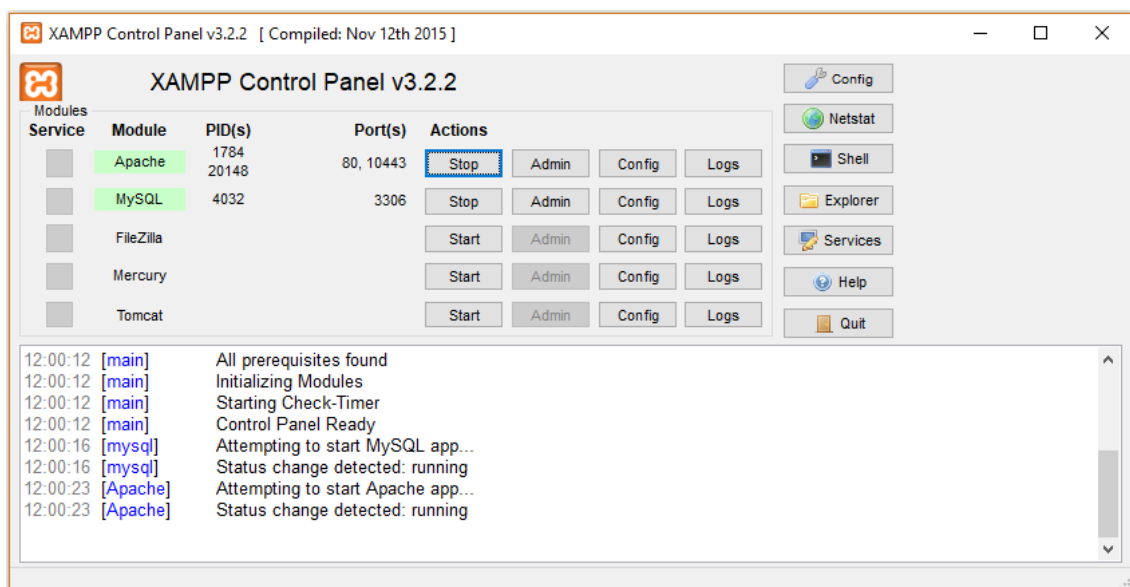 XAMPP Control Panel v3.2.2 [ Compiled: Nov 12th 2015 ]
XAMPP Control Panel v3.2.2
Config
Modules
Netstat
Service Module PID(s) Port(s) Actions
Apache 1784 20148 80, 10443 Stop Admin Config Logs
Shell
MySQL 4032 3306 Stop Admin Config Logs
Explorer
FileZilla Start Admin Config Logs
Services
Mercury Start Admin Config Logs
Help
Tomcat Start Admin Config Logs
Quit
12:00:12 [main] All prerequisites found
12:00:12 [main] Initializing Modules
12:00:12 [main] Starting Check-Timer
12:00:12 [main] Control Panel Ready
12:00:16 [mysql] Attempting to start MySQL app...
12:00:16 [mysql] Status change detected: running
12:00:23 [Apache] Attempting to start Apache app...
12:00:23 [Apache] Status change detected: running